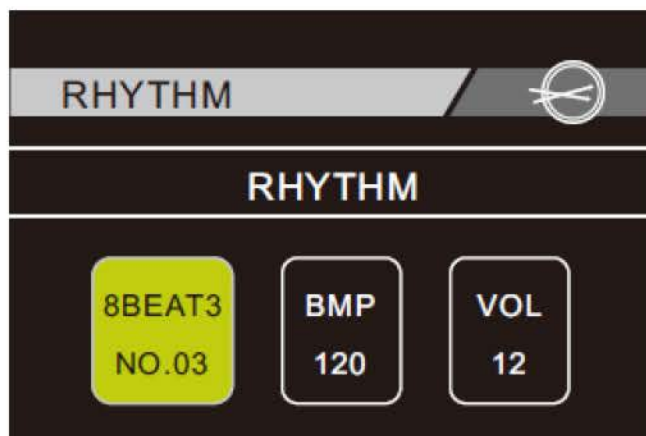 RHYTHM
RHYTHM
8BEAT3
NO.03
BMP
120
VOL
12